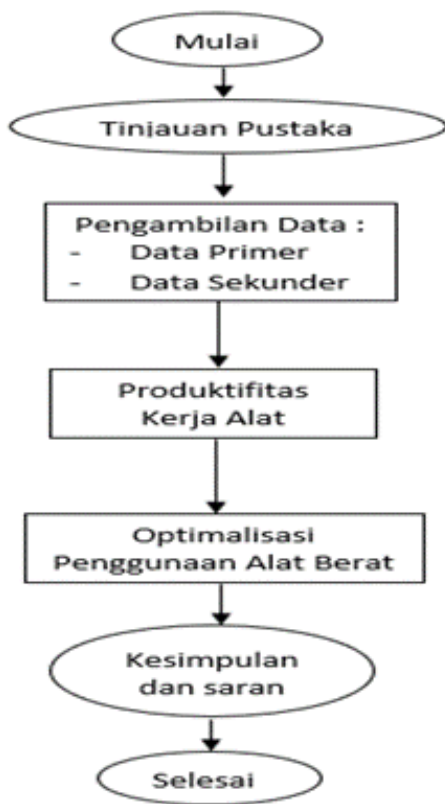 Mulai
Tinjauan Pustaka
Pengambilan Data :
- Data Primer
- Data Sekunder
Produktifitas
Kerja Alat
Optimalisasi
Penggunaan Alat Berat
Kesimpulan
dan saran
Selesai